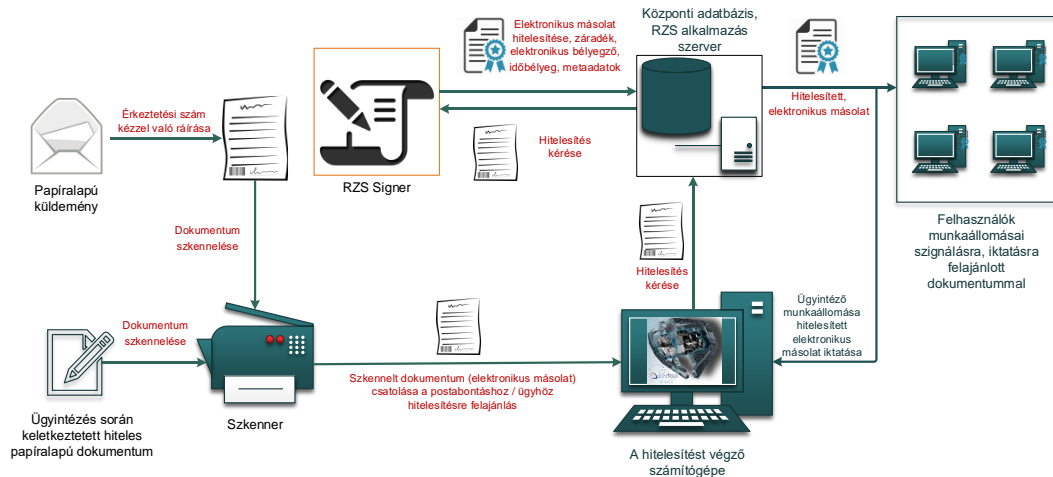 Elektronikus másolat
hitelesítése, záradék,
elektronikus bélyegző,
időbélyeg, metaadatok
Központi adatbázis,
RZS alkalmazás
szerver
Érkeztetési szám
kézzel való ráírása
Hitelesítés
kérése
Hitelesített,
elektronikus másolat
Papíralapú
küldemény
RZS Signer
Dokumentum
szkennelése
Hitelesítés
kérése
Felhasználók
munkaállomásai
szignálásra, iktatásra
felajánlott
dokumentummal
Dokumentum
szkennelése
Ügyintéző
munkaállomása
hitelesített
elektronikus
másolat iktatása
Szkennelt dokumentum (elektronikus másolat)
csatolása a postabontáshoz / ügyhöz
hitelesítésre felajánlás
Ügyintézés során
keletkeztetett hiteles
papíralapú dokumentum
Szkenner
A hitelesítést végző
számítógépe